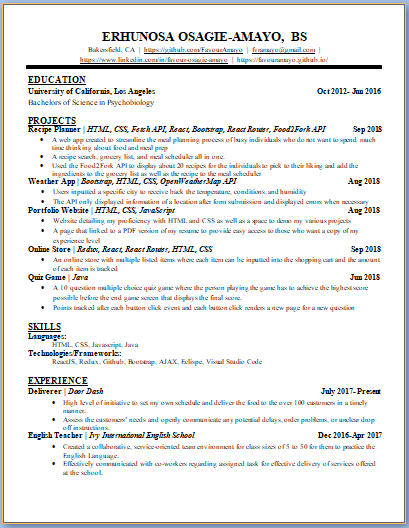 ERHUNOSA OSAGIE-AMAYO, BS
Bakersfield, CA | https://github.com/FavourAmayo | foramayo@gmail.com |
https://www.linkedin.com/in/favour-osagie-amayo | https://favouramayo.github.io/
EDUCATION
University of California, Los Angeles Oct 2012- Jun 2016
Bachelors of Science in Psychobiology
PROJECTS
Recipe Planner | HTML, CSS, Fetch API, React, Bootstrap, React Router, Food2Fork API Sep 2018
• A web app created to streamline the meal planning process of busy individuals who do not want to spend much
time thinking about food and meal prep
• A recipe search, grocery list, and meal scheduler all in one.
• Used the Food2Fork API to display about 20 recipes for the individuals to pick to their liking and add the
ingredients to the grocery list as well as the recipe to the meal scheduler
Weather App | Bootstrap, HTML, CSS, OpenWeatherMap API Aug 2018
• Users inputted a specific city to receive back the temperature, conditions, and humidity
• The API only displayed information of a location after form submission and displayed errors when necessary
Portfolio Website | HTML, CSS, JavaScript Aug 2018
• Website detailing my proficiency with HTML and CSS as well as a space to demo my various projects
• A page that linked to a PDF version of my resume to provide easy access to those who want a copy of my
experience level
Online Store | Redux, React, React Router, HTML, CSS Sep 2018
• An online store with multiple listed items where each item can be inputted into the shopping cart and the amount
of each item is tracked
Quiz Game | Java Jun 2018
• A 10 question multiple choice quiz game where the person playing the game has to achieve the highest score
possible before the end game screen that displays the final score.
• Points tracked after each button click event and each button click renders a new page for a new question
SKILLS
Languages:
HTML, CSS, Javascript, Java
Technologies/Frameworks:
ReactJS, Redux, Github, Bootstrap, AJAX, Eclispe, Visual Studio Code
EXPERIENCE
Deliverer | Door Dash July 2017- Present
• High level of initiative to set my own schedule and deliver the food to the over 100 customers in a timely
manner.
• Assess the customers' needs and openly communicate any potential delays, order problems, or unclear drop
off instructions.
English Teacher | Ivy International English School Dec 2016-Apr 2017
• Created a collaborative, service-oriented team environment for class sizes of 5 to 50 for them to practice the
English Language.
• Effectively communicated with co-workers regarding assigned task for effective delivery of services offered
at the school.